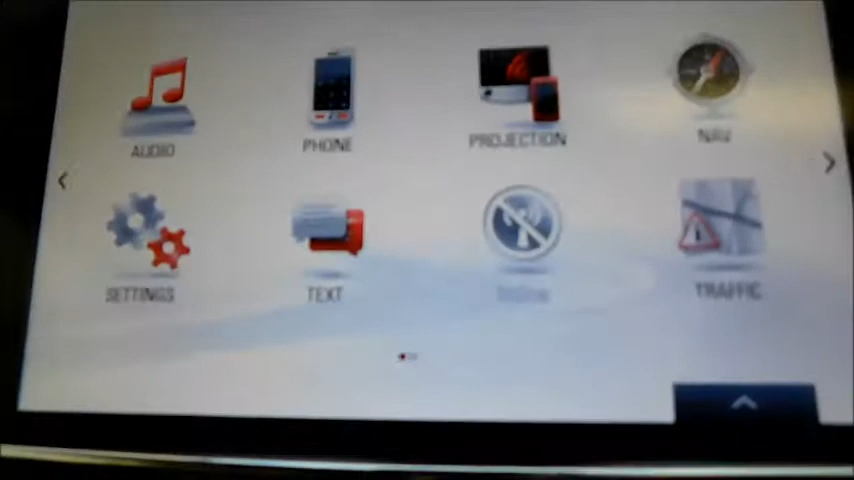 AUDIO
PHONE
PROJECTION
NAV
SETTINGS
TEXT
TRAFFIC